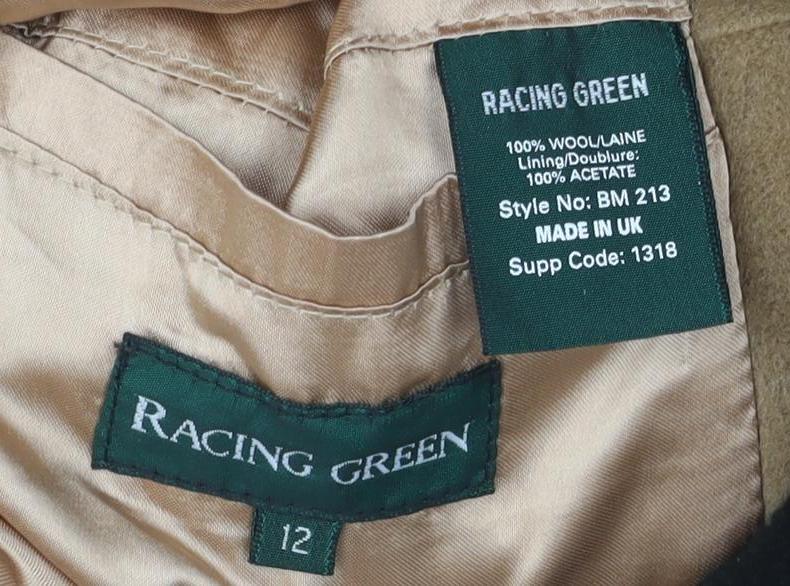 RACING GREEN
100% WOOL/LAINE
Lining/Doublure:
100% ACETATE
Style No: BM 213
MADE IN UK
Supp Code: 1318
RACING GREEN
12